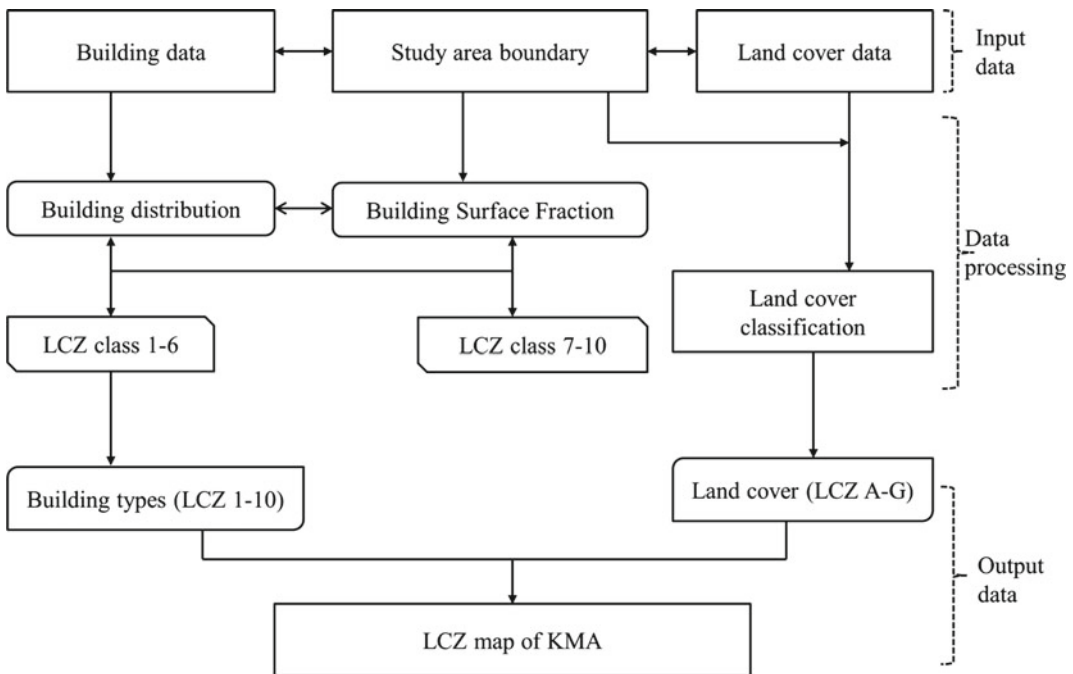 Building data
Study area boundary
Land cover data
Input
data
Building distribution
Building Surface Fraction
Data
processing
Land cover
classification
LCZ class 1-6
LCZ class 7-10
Building types (LCZ 1-10)
Land cover (LCZ A-G)
Output
data
LCZ map of KMA